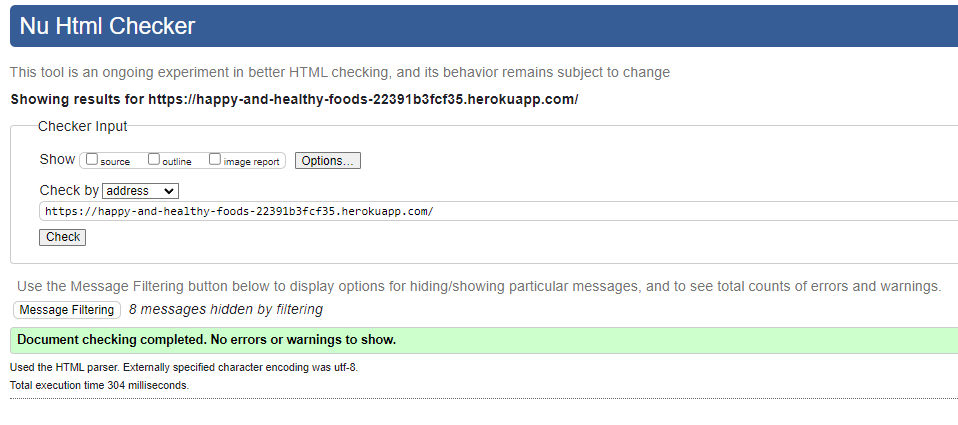 Nu Html Checker
This tool is an ongoing experiment in better HTML checking, and its behavior remains subject to change
Showing results for https://happy-and-healthy-foods-22391b3fcf35.herokuapp.com/
Checker Input
Show source outline image report Options...
Check by address
https://happy-and-healthy-foods-22391b3fcf35.herokuapp.com/
Check
Use the Message Filtering button below to display options for hiding/showing particular messages, and to see total counts of errors and warnings.
Message Filtering 8 messages hidden by filtering
Document checking completed. No errors or warnings to show.
Used the HTML parser. Externally specified character encoding was utf-8.
Total execution time 304 milliseconds.